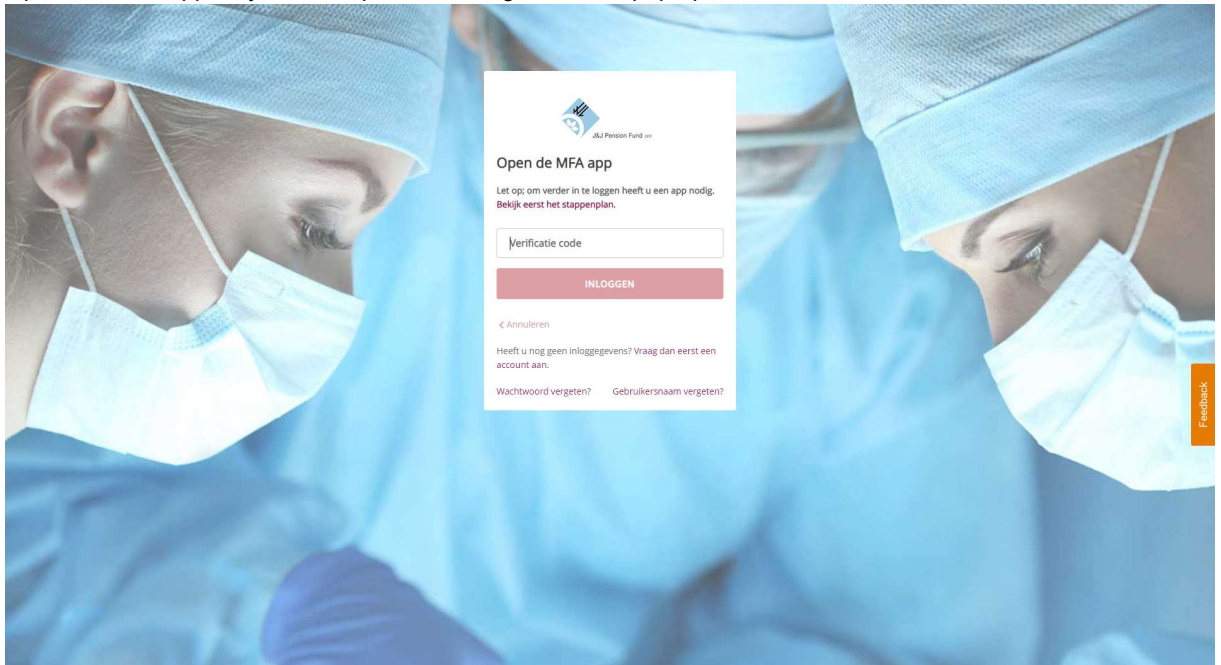 J&J Pension Fund OFP
Open de MFA app
Let op; om verder in te loggen heeft u een app nodig.
Bekijk eerst het stappenplan.
Verificatie code
INLOGGEN
< Annuleren
Heeft u nog geen inloggegevens? Vraag dan eerst een
account aan.
Wachtwoord vergeten? Gebruikersnaam vergeten?
Feedback